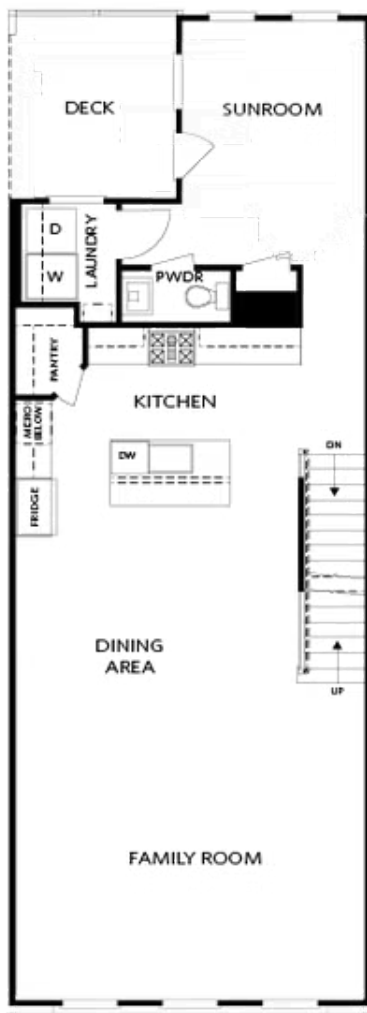 DECK
SUNROOM
D
W
LAUNDRY
PWDR
PANTRY
KITCHEN
MICRO
BELOW
DW
FRIDGE
DN
DINING
AREA
UP
FAMILY ROOM